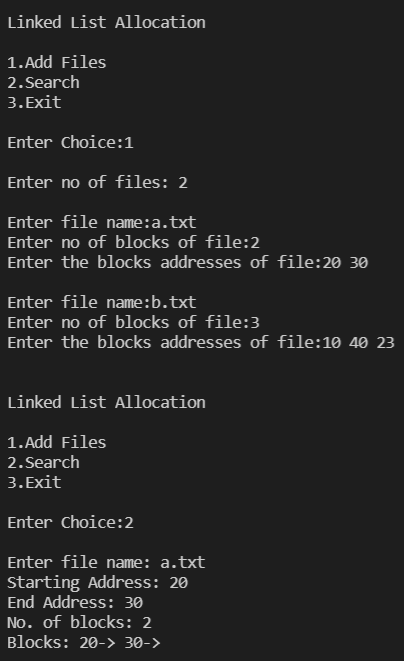 Linked List Allocation
1.Add Files
2.Search
3.Exit
Enter Choice:1
Enter no of files: 2
Enter file name:a.txt
Enter no of blocks of file:2
Enter the blocks addresses of file:20 30
Enter file name:b.txt
Enter no of blocks of file:3
Enter the blocks addresses of file:10 40 23
Linked List Allocation
1.Add Files
2.Search
3.Exit
Enter Choice:2
Enter file name: a.txt
Starting Address: 20
End Address: 30
No. of blocks: 2
Blocks: 20-> 30->